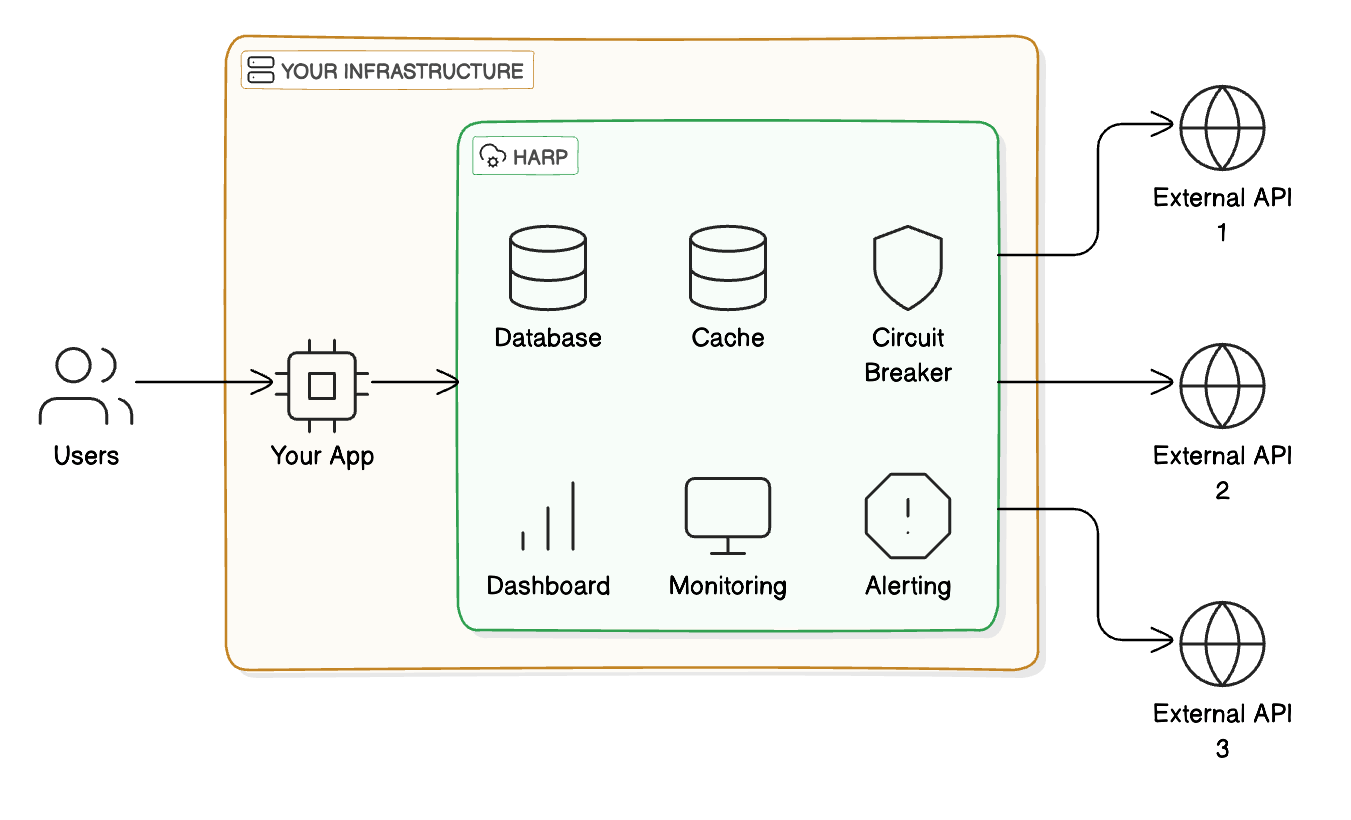 YOUR INFRASTRUCTURE
HARP
Database
Cache
Circuit
Breaker
Dashboard
Monitoring
Alerting
Users
Your App
External API
1
External API
2
External API
3